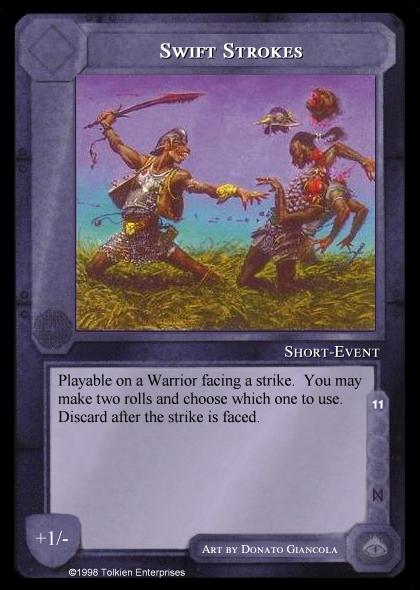 Swift Strokes
Short-Event
Playable on a Warrior facing a strike. You may
make two rolls and choose which one to use.
Discard after the strike is faced.
11
+1/-
Art by Donato Giancola
©1998 Tolkien Enterprises